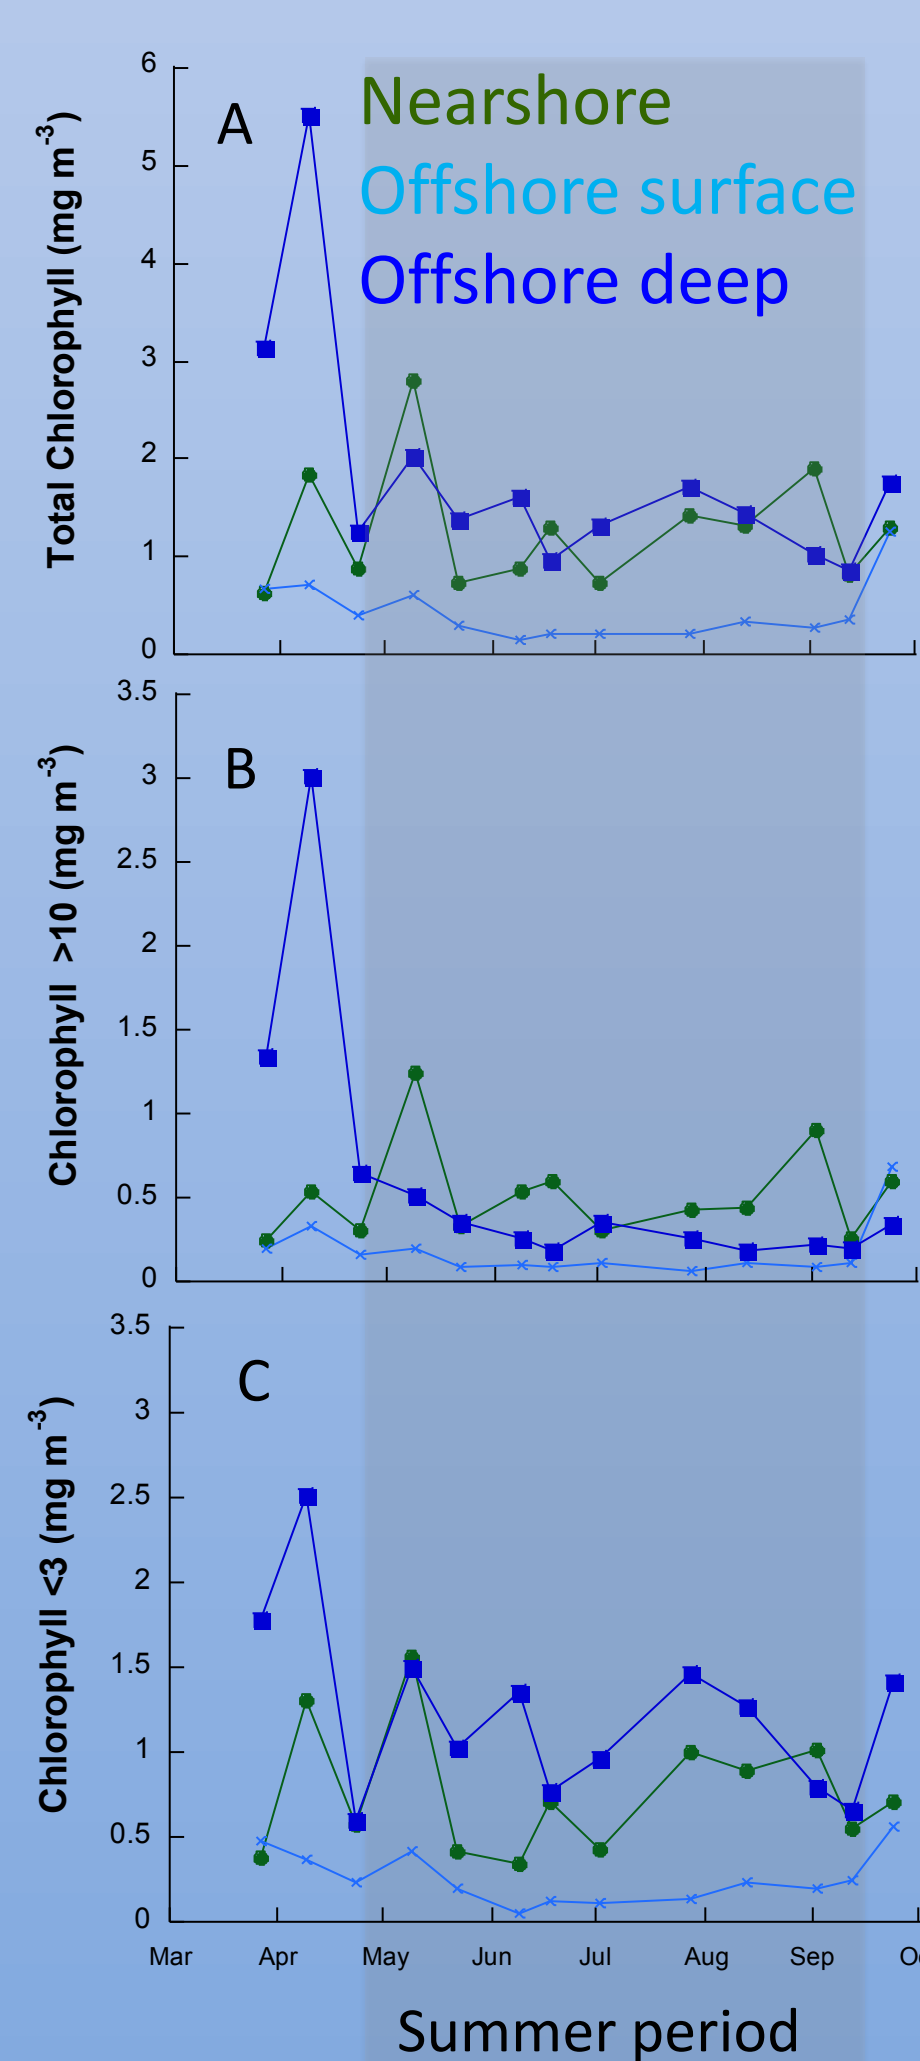 A
Nearshore
Offshore surface
Offshore deep
Total Chlorophyll (mg m-3)
6
5
4
3
2
1
0
B
Chlorophyll >10 (mg m-3)
3.5
3
2.5
2
1.5
1
0.5
0
C
Chlorophyll <3 (mg m-3)
3.5
3
2.5
2
1.5
1
0.5
0
Mar Apr May Jun Jul Aug Sep
Summer period